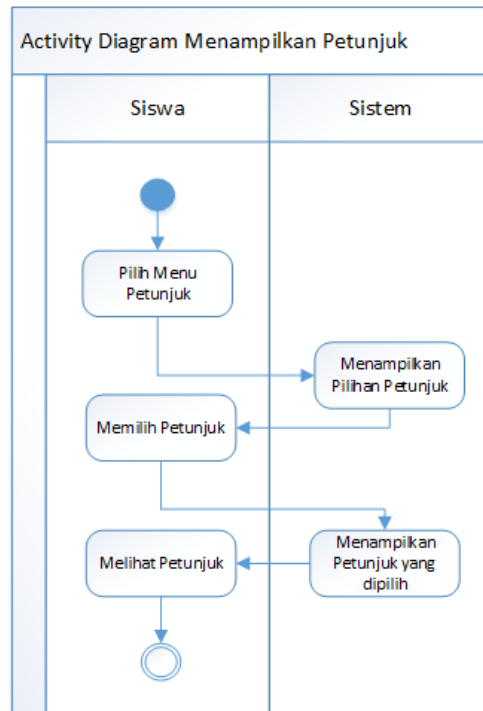 Activity Diagram Menampilkan Petunjuk
Siswa
Sistem
Pilih Menu
Petunjuk
Menampilkan
Pilihan Petunjuk
Memilih Petunjuk
Menampilkan
Petunjuk yang
dipilih
Melihat Petunjuk